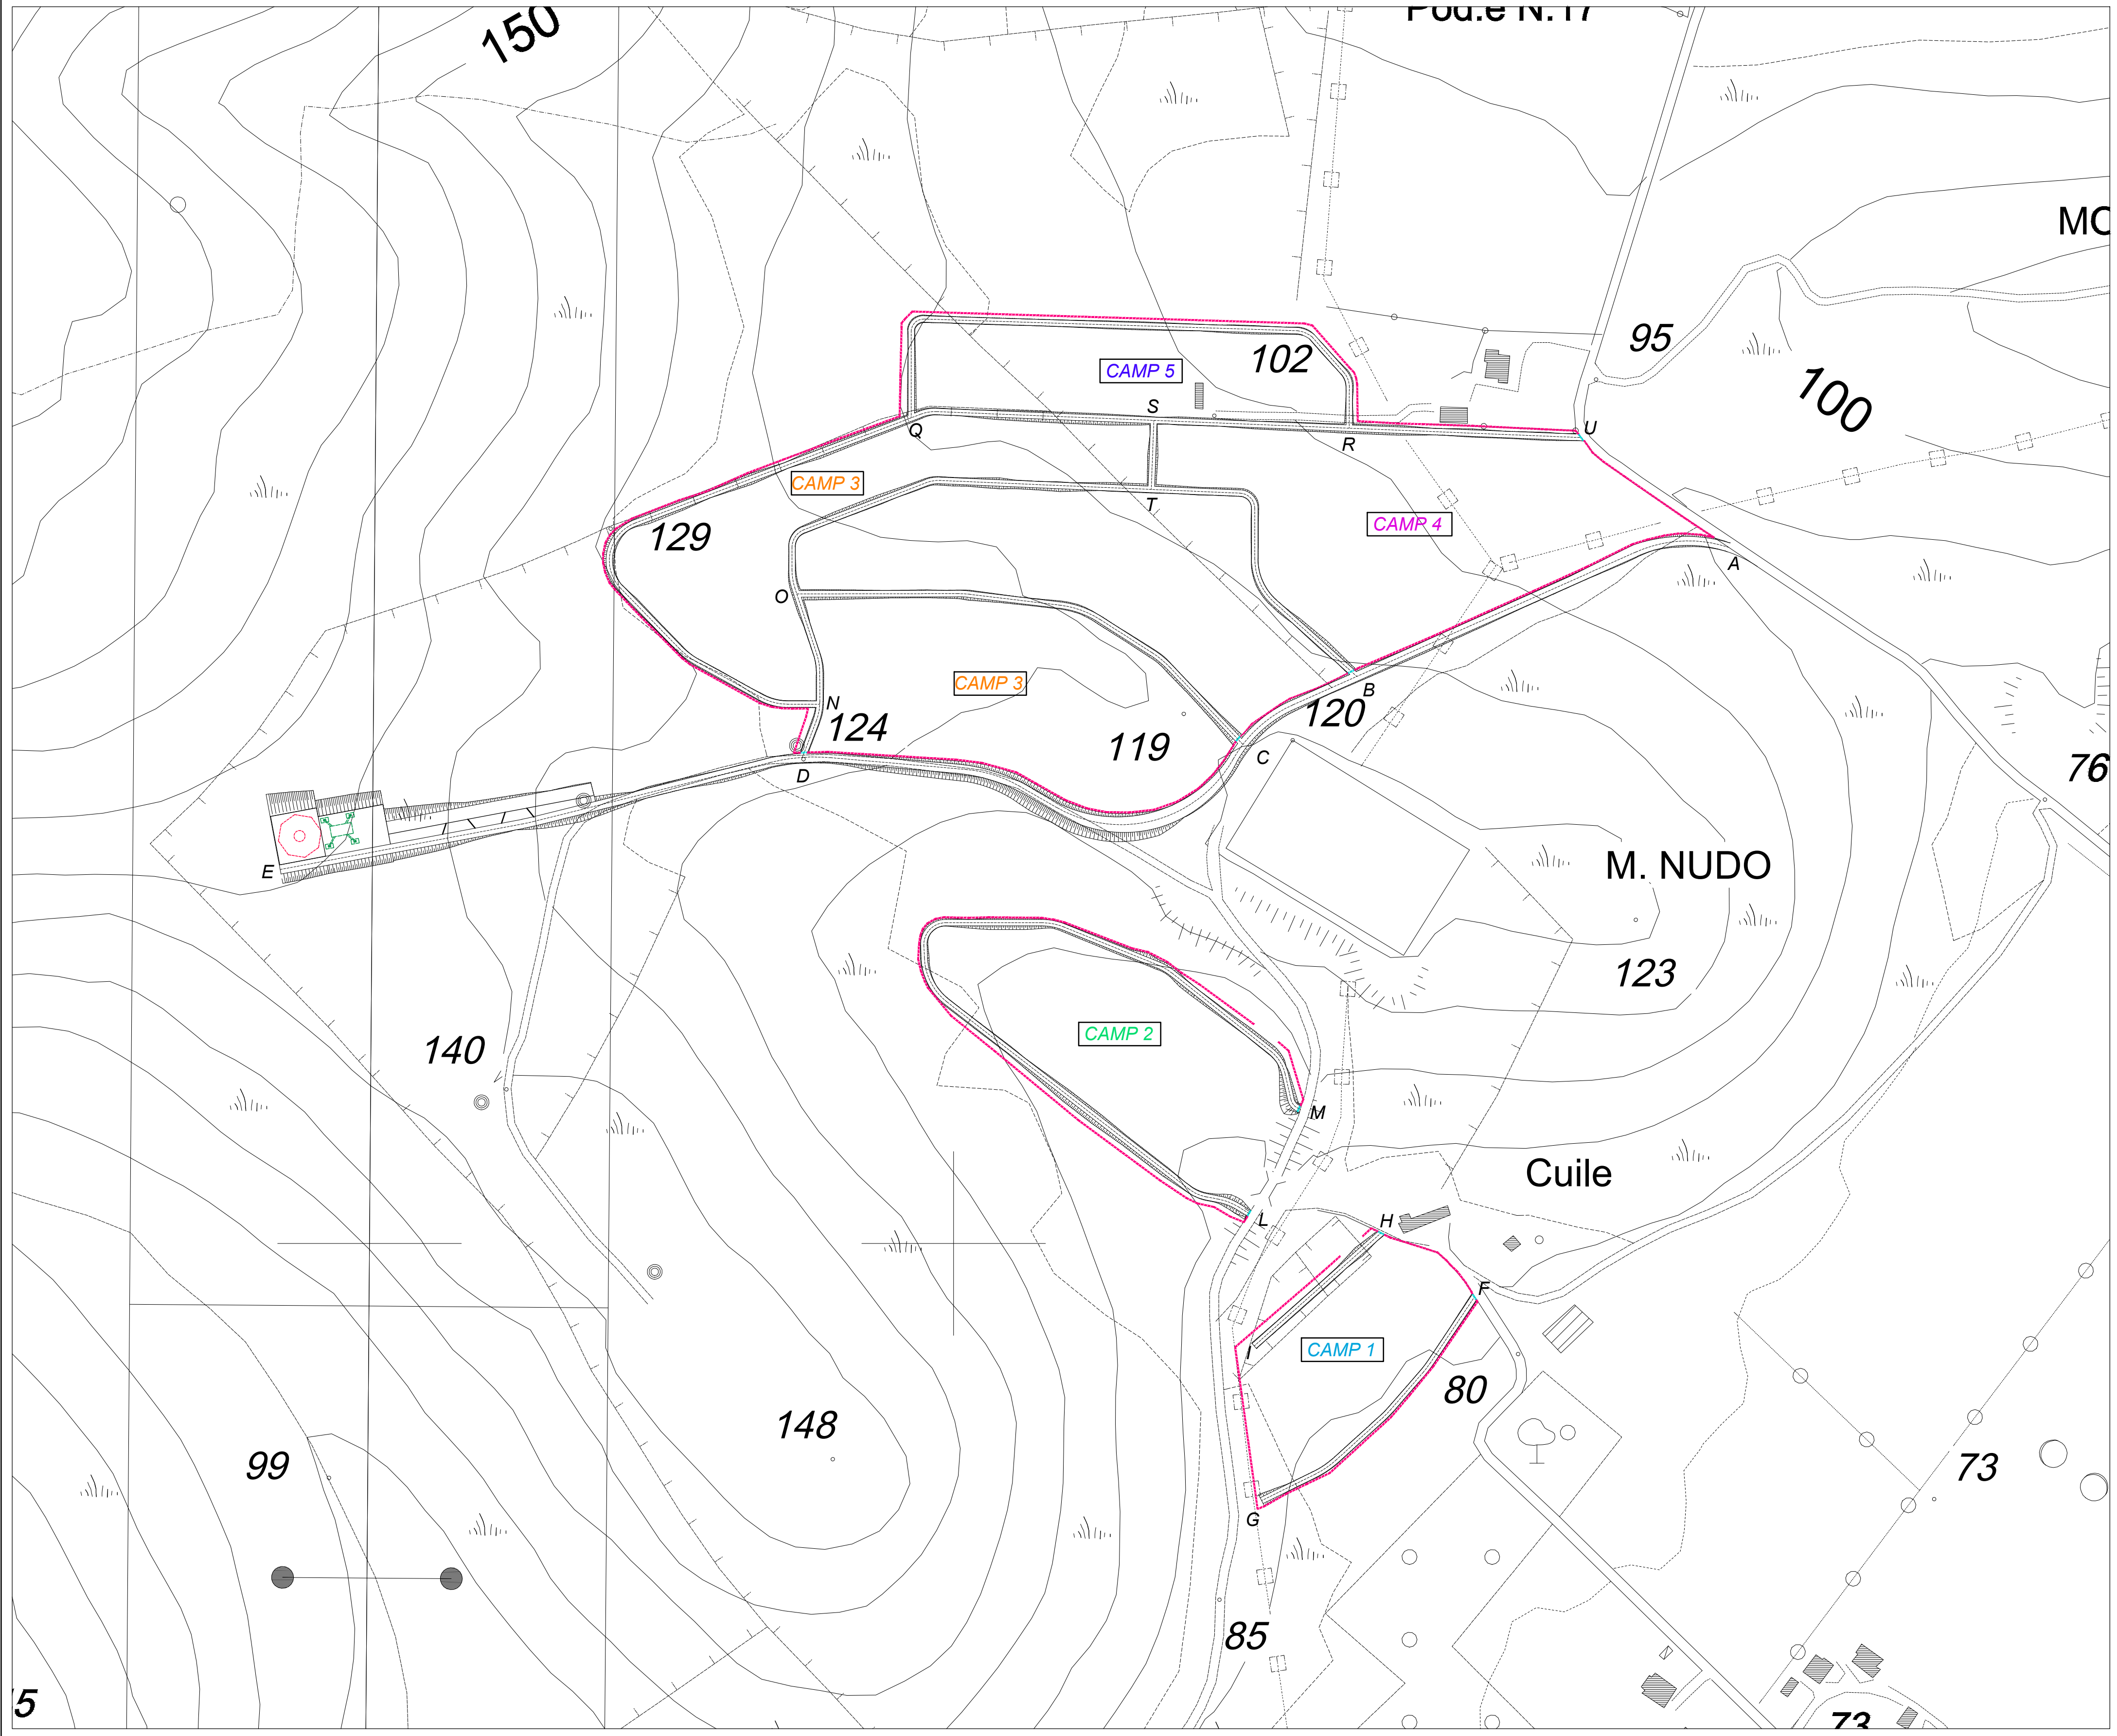 Pod.e N.17
150
MC
95
102
CAMP 5
100
S
Q
U
R
CAMP 3
T
CAMP 4
129
A
O
CAMP 3
B
N
120
124
119
C
D
76
E
M. NUDO
123
CAMP 2
140
M
Cuile
L
H
F
I
CAMP 1
80
148
99
73
G
85
5
73